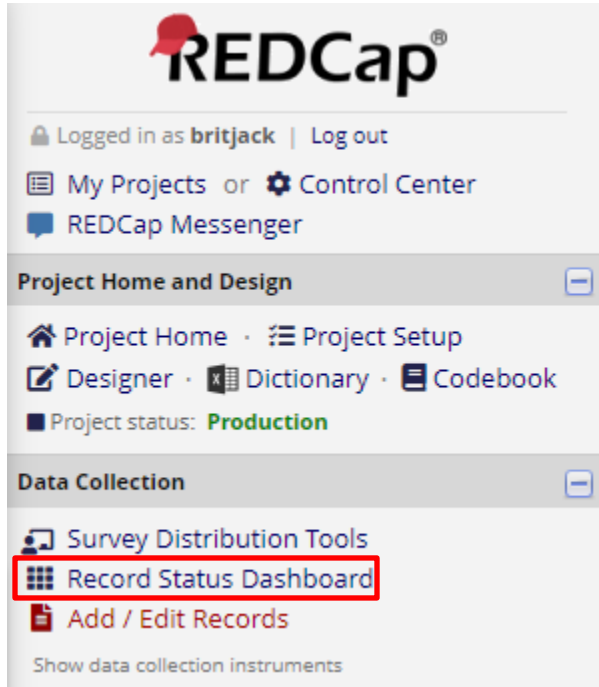 REDCap®
Logged in as britjack | Log out
My Projects or Control Center
REDCap Messenger
Project Home and Design
Project Home · Project Setup
Designer · Dictionary · Codebook
Project status: Production
Data Collection
Survey Distribution Tools
Record Status Dashboard
Add / Edit Records
Show data collection instruments